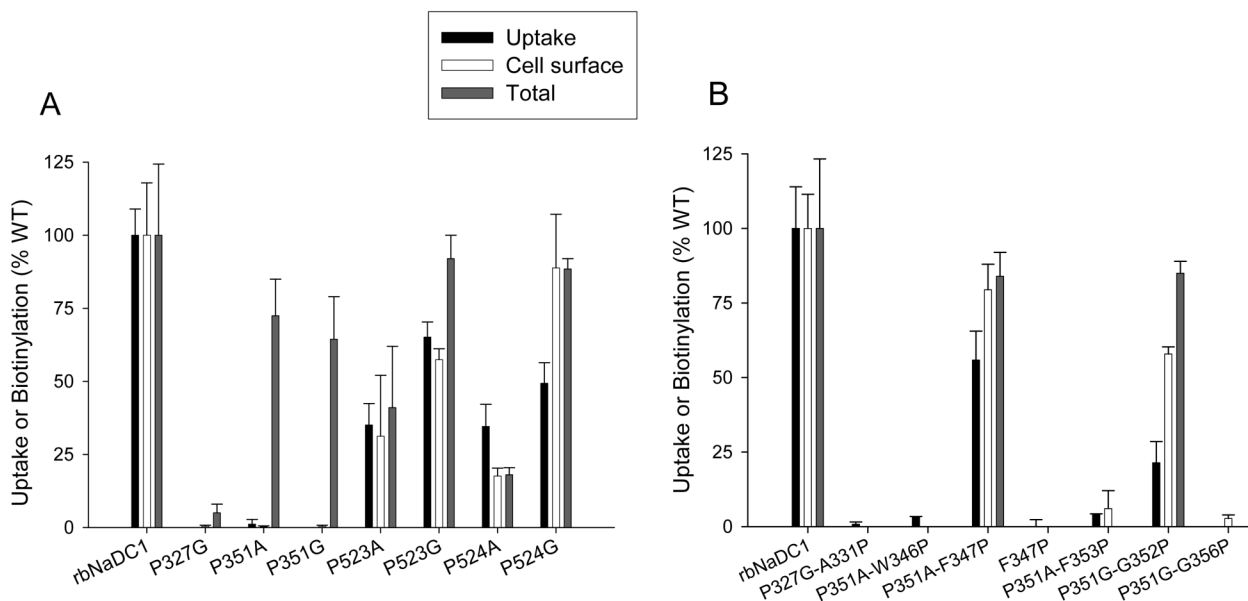 Uptake
Cell surface
Total
A
Uptake or Biotinylation (% WT)
125
100
75
50
25
0
rbNaDC1
P327G
P351A
P351G
P523A
P523G
P524A
P524G
B
Uptake or Biotinylation (% WT)
125
100
75
50
25
0
rbNaDC1
P327G-A331P
P351A-W346P
P351A-F347P
F347P
P351A-F353P
P351G-G352P
P351G-G356P